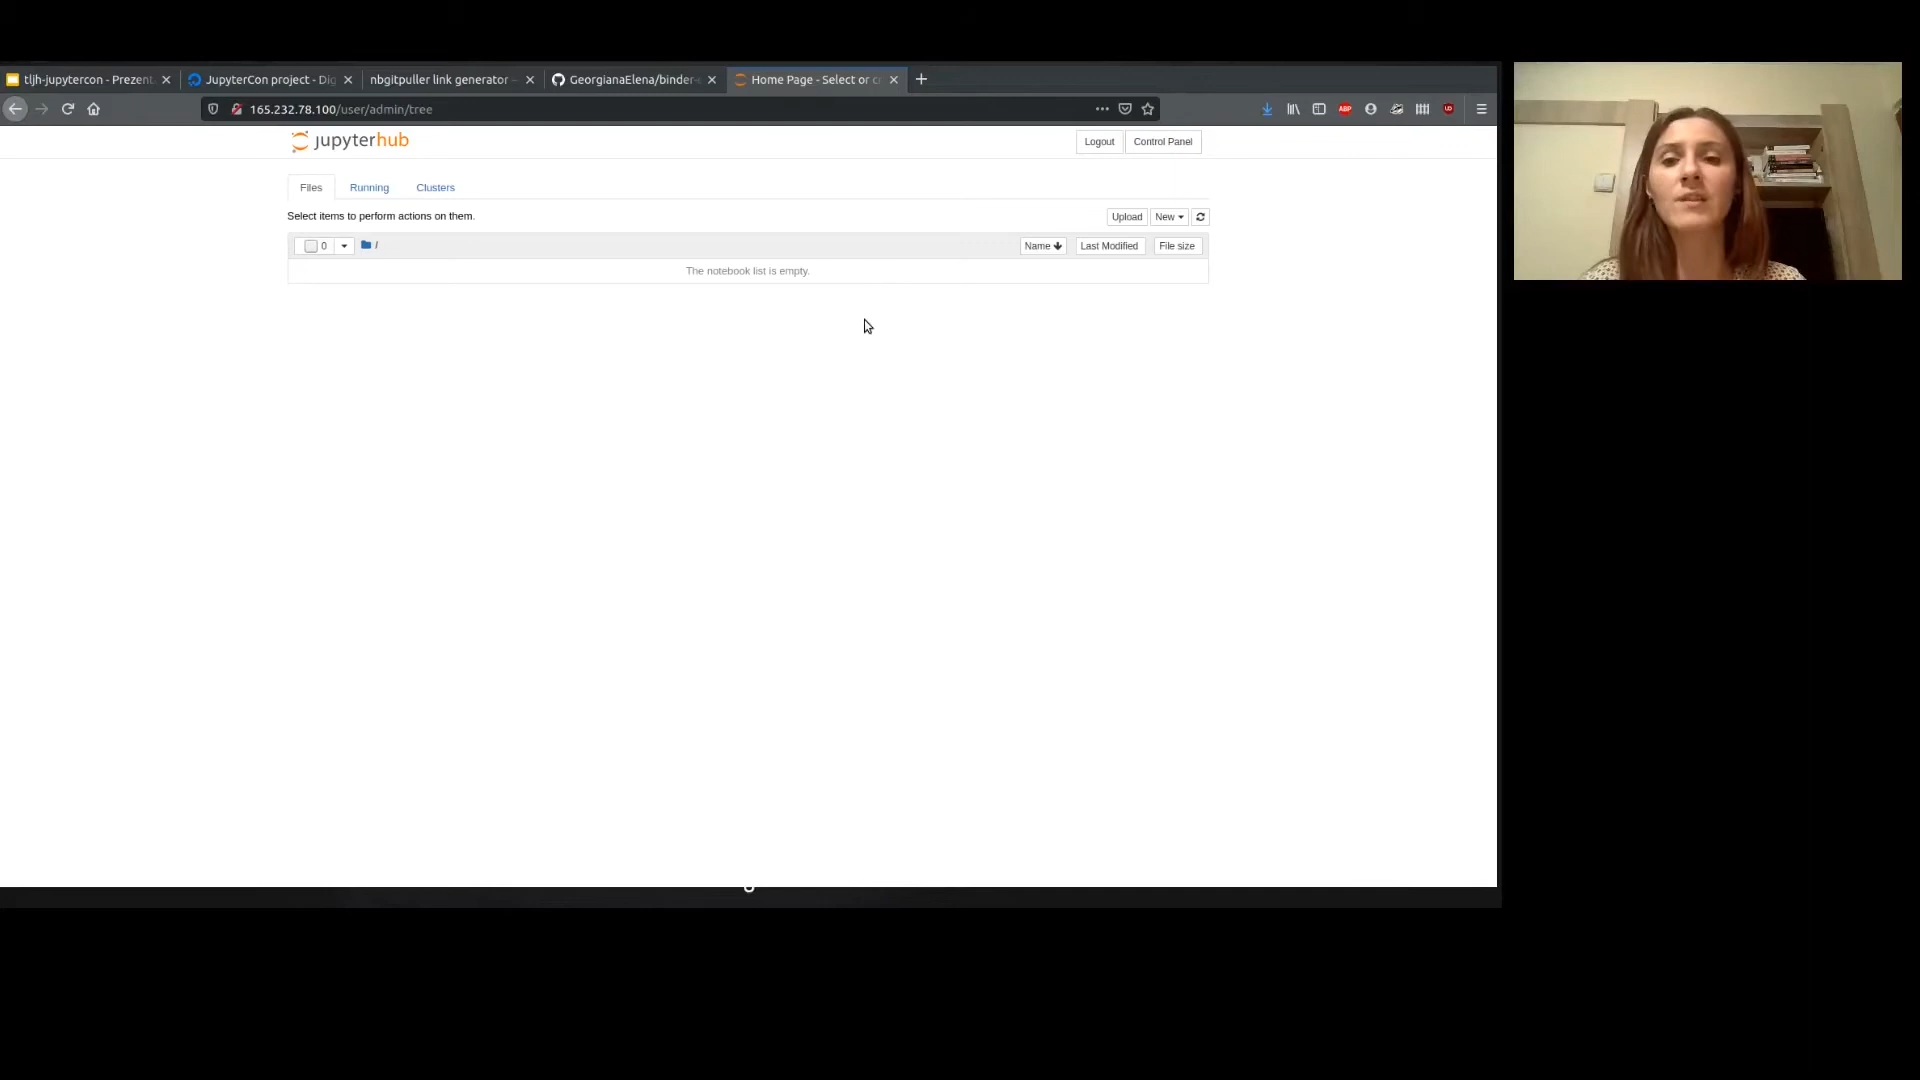 tljh-jupytercon - Prezent
JupyterCon project - Dig
nbgitpuller link generator -
GeorgianaElena/binder-
Home Page - Select or cr
165.232.78.100/user/admin/tree
ABP
jupyterhub
Logout
Control Panel
Files
Running
Clusters
Select items to perform actions on them.
Upload
New
0
/
Name
Last Modified
File size
The notebook list is empty.